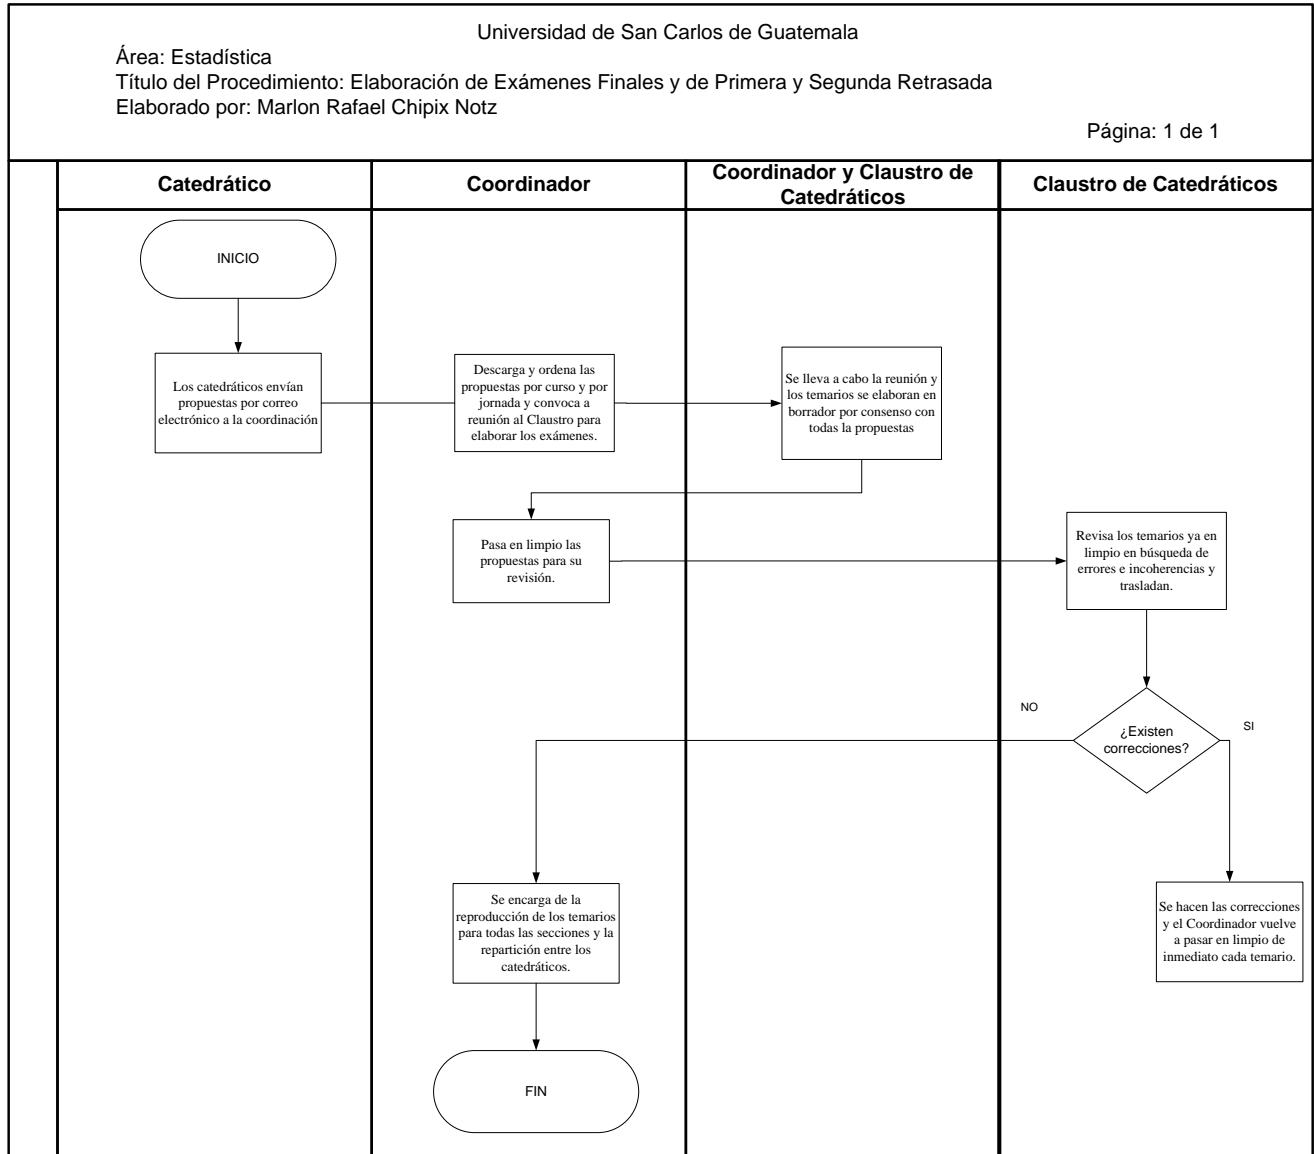 Universidad de San Carlos de Guatemala
Área: Estadística
Título del Procedimiento: Elaboración de Exámenes Finales y de Primera y Segunda Retrasada
Elaborado por: Marlon Rafael Chipix Notz
Página: 1 de 1
Catedrático
Coordinador
Coordinador y Claustro de
Catedráticos
Claustro de Catedráticos
INICIO
Los catedráticos envían
propuestas por correo
electrónico a la coordinación
Descarga y ordena las
propuestas por curso y por
jornada y convoca a
reunión al Claustro para
elaborar los exámenes.
Se lleva a cabo la reunión y
los temarios se elaboran en
borrador por consenso con
todas la propuestas
Pasa en limpio las
propuestas para su
revisión.
Revisa los temarios ya en
limpio en búsqueda de
errores e incoherencias y
trasladan.
¿Existen
correcciones?
NO
SI
Se hacen las correcciones
y el Coordinador vuelve
a pasar en limpio de
inmediato cada temario.
Se encarga de la
reproducción de los temarios
para todas las secciones y la
repartición entre los
catedráticos.
FIN